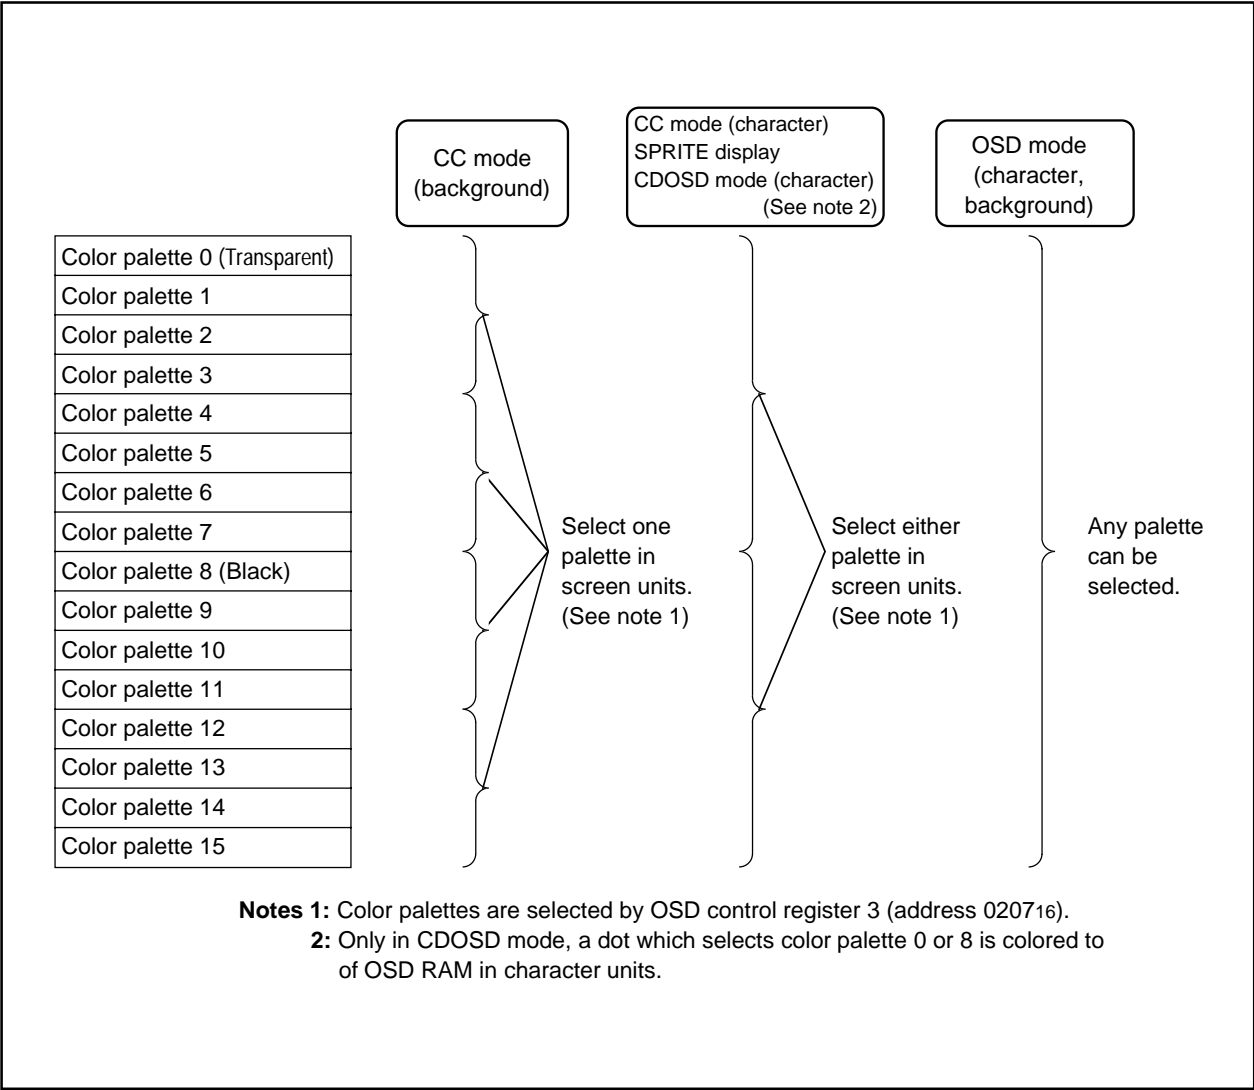 CC mode
(background)
CC mode (character)
SPRITE display
CDOSD mode (character)
(See note 2)
OSD mode
(character,
background)
Color palette 0 (Transparent)
Color palette 1
Color palette 2
Color palette 3
Color palette 4
Color palette 5
Color palette 6
Color palette 7
Color palette 8 (Black)
Color palette 9
Color palette 10
Color palette 11
Color palette 12
Color palette 13
Color palette 14
Color palette 15
Select one
palette in
screen units.
(See note 1)
Select either
palette in
screen units.
(See note 1)
Any palette
can be
selected.
Notes 1: Color palettes are selected by OSD control register 3 (address 020716).
2: Only in CDOSD mode, a dot which selects color palette 0 or 8 is colored to
of OSD RAM in character units.